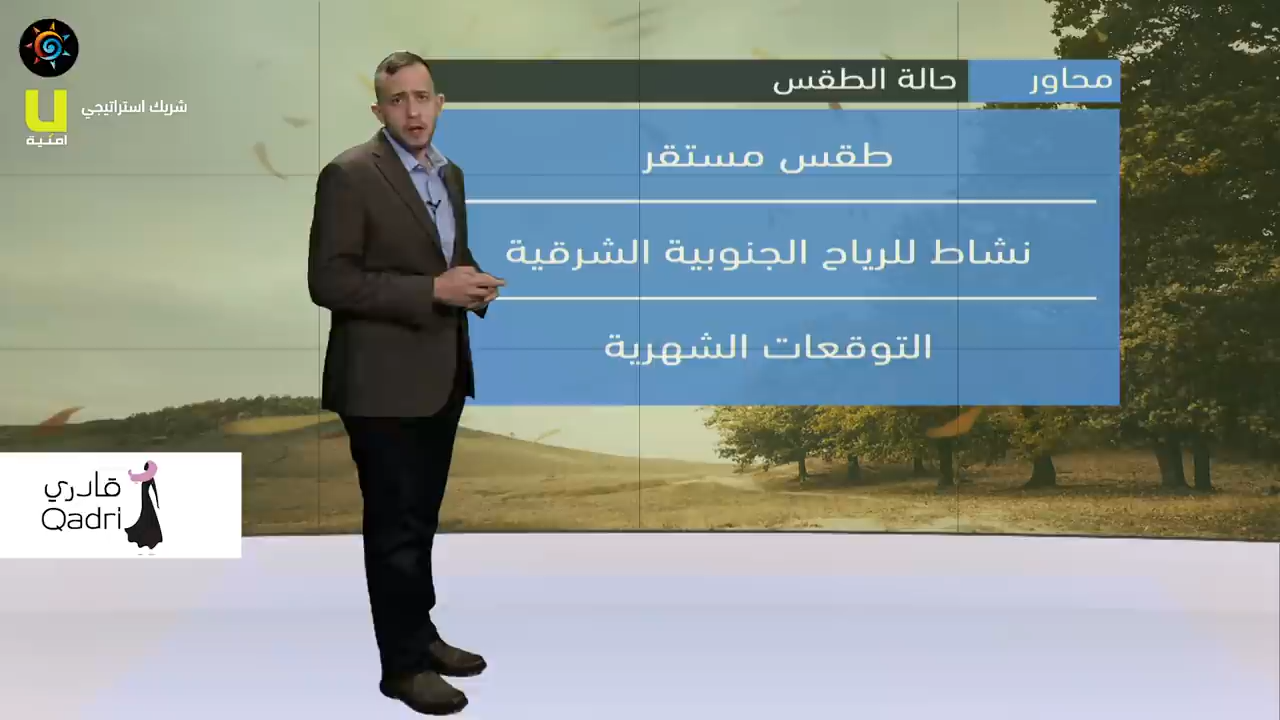 محاور حالة الطقس
طقس مستقر
نشاط للرياح الجنوبية الشرقية
التوقعات الشهرية
شريك استراتيجي
امنية
قادري
Qadri